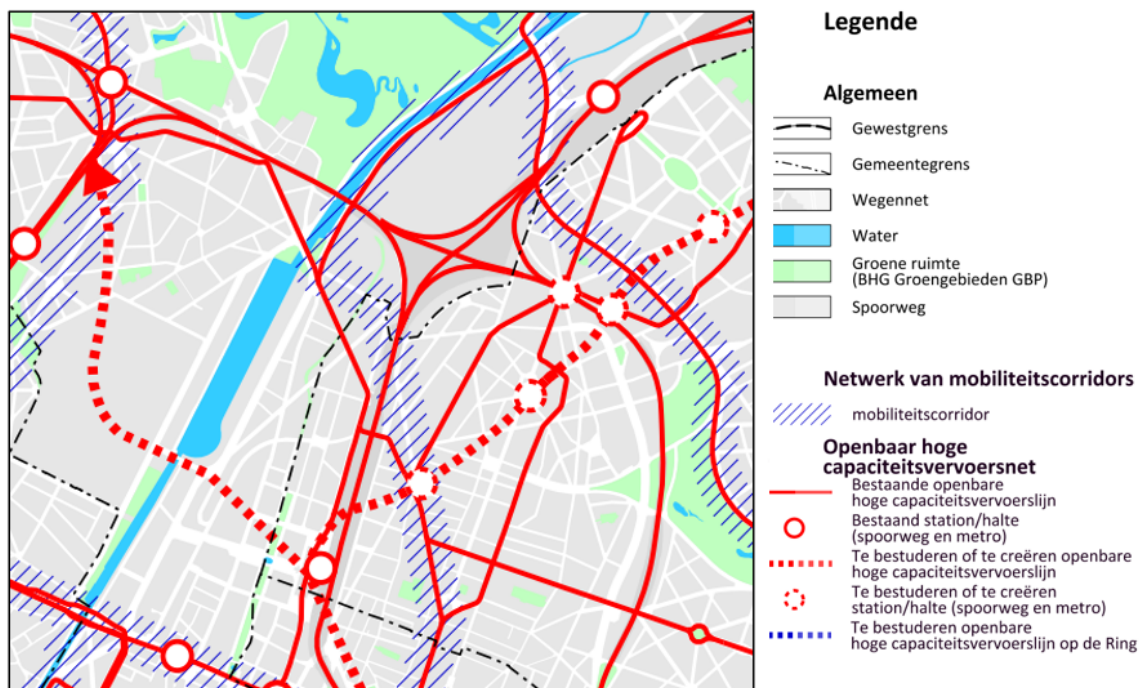 Legende
Algemeen
Gewestgrens
Gemeentegrens
Wegennet
Water
Groene ruimte
(BHG Groengebieden GBP)
Spoorweg
Netwerk van mobiliteitscorridors
mobiliteitscorridor
Openbaar hoge
capaciteitsvervoersnet
Bestaande openbare
hoge capaciteitsvervoerslijn
Bestaand station/halte
(spoorweg en metro)
Te bestuderen of te creëren openbare
hoge capaciteitsvervoerslijn
Te bestuderen of te creëren
station/halte (spoorweg en metro)
Te bestuderen openbare
hoge capaciteitsvervoerslijn op de Ring